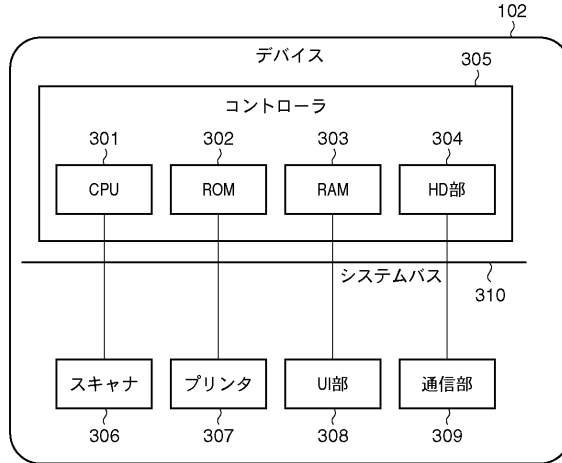 102
デバイス
305
コントローラ
301 302 303 304
CPU ROM RAM HD部
システムバス
310
スキャナ プリンタ UI部 通信部
306 307 308 309